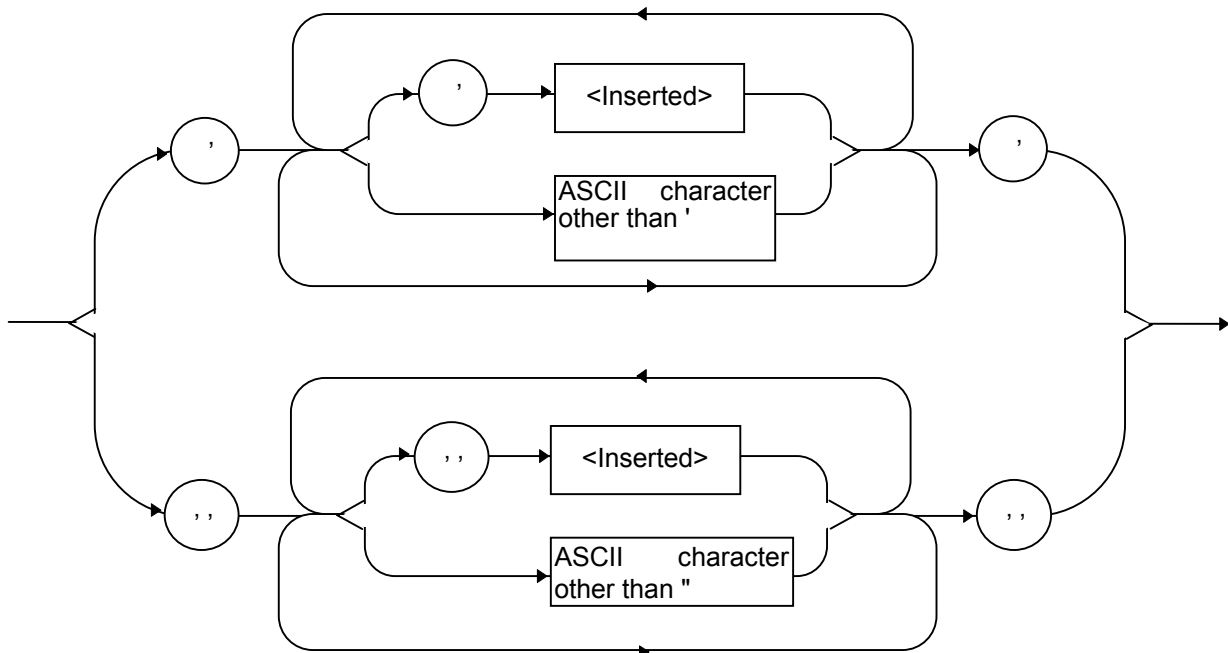 '
<Inserted>
'
'
ASCII character
other than '
''
<Inserted>
''
''
ASCII character
other than "